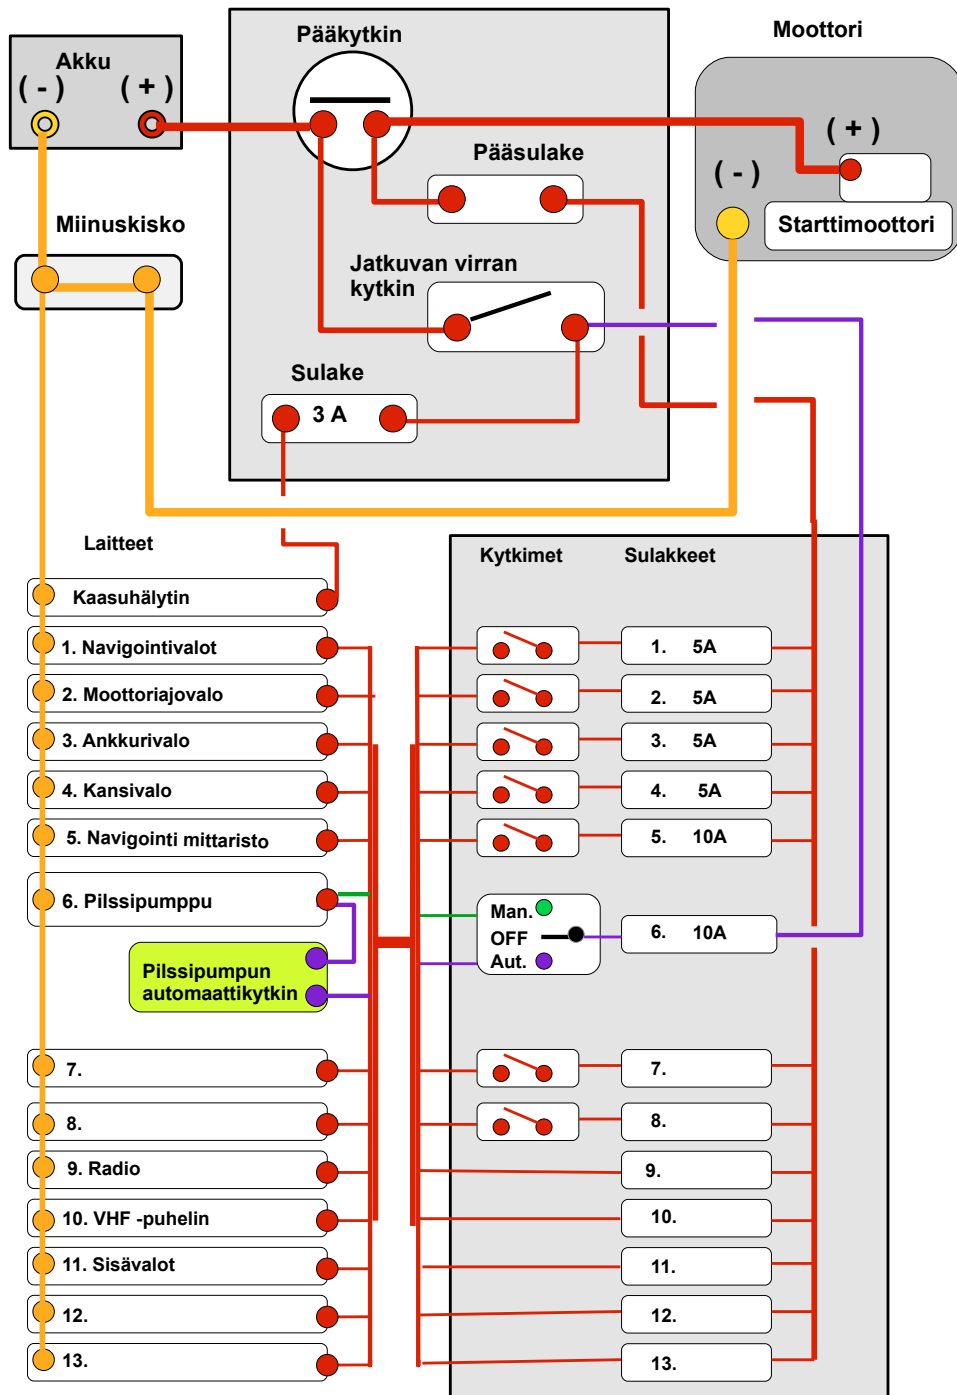 Pääkytkin
Moottori
Akku
( - ) ( + )
( + )
( - )
Pääsulake
Starttimoottori
Miinuskisko
Jatkuvan virran
kytkin
Sulake
3 A
Laitteet
Kytkimet Sulakkeet
Kaasuhälytin
1. Navigointivalot
1. 5A
2. Moottoriajovalo
2. 5A
3. Ankkurivalo
3. 5A
4. Kansivalo
4. 5A
5. Navigointi mittaristo
5. 10A
6. Pilssipumppu
Man.
OFF
Aut.
6. 10A
Pilssipumpun
automaattikytkin
7.
7.
8.
8.
9. Radio
9.
10. VHF -puhelin
10.
11. Sisävalot
11.
12.
12.
13.
13.